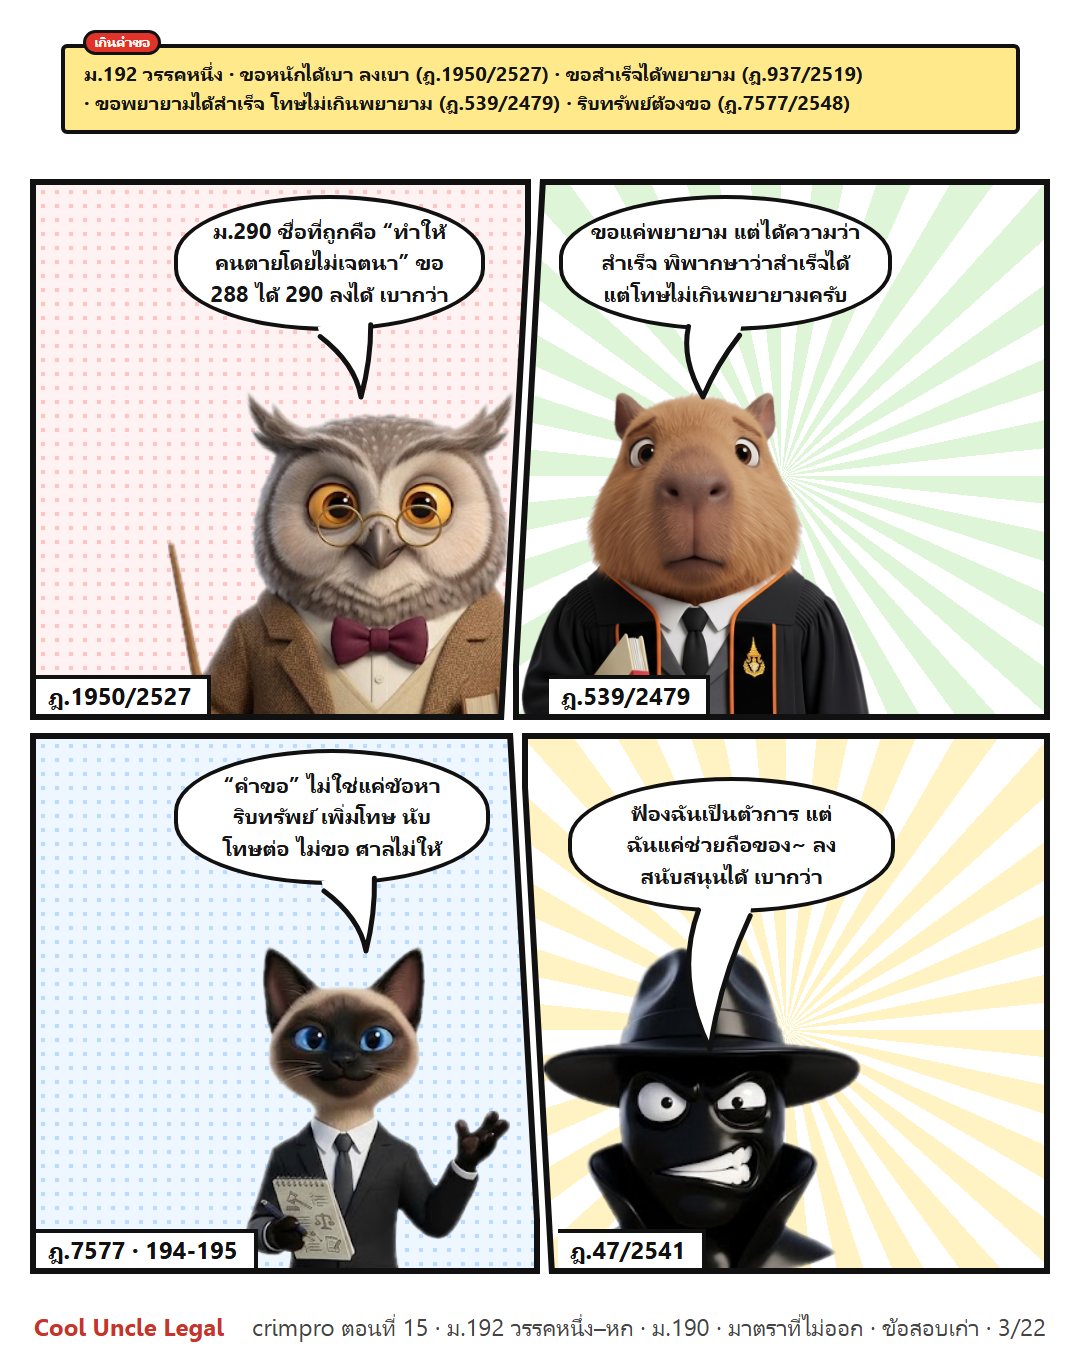 เกินคำขอ
ม.192 วรรคหนึ่ง · ขอหนักได้เบา ลงเบา (ฎ.1950/2527) · ขอสำเร็จได้พยายาม (ฎ.937/2519)
· ขอพยายามได้สำเร็จ โทษไม่เกินพยายาม (ฎ.539/2479) · ริบทรัพย์ต้องขอ (ฎ.7577/2548)
ม.290 ชื่อที่ถูกคือ “ทำให้
คนตายโดยไม่เจตนา” ขอ
288 ได้ 290 ลงได้ เบากว่า
ฎ.1950/2527
ขอแค่พยายาม แต่ได้ความว่า
สำเร็จ พิพากษาว่าสำเร็จได้
แต่โทษไม่เกินพยายามครับ
ฎ.539/2479
“คำขอ” ไม่ใช่แค่ข้อหา
ริบทรัพย์ เพิ่มโทษ นับ
โทษต่อ ไม่ขอ ศาลไม่ให้
ฎ.7577 · 194-195
ฟ้องฉันเป็นตัวการ แต่
ฉันแค่ช่วยถือของ~ ลง
สนับสนุนได้ เบากว่า
ฎ.47/2541
Cool Uncle Legal crimpro ตอนที่ 15 · ม.192 วรรคหนึ่ง–หก · ม.190 · มาตราที่ไม่ออก · ข้อสอบเก่า · 3/22